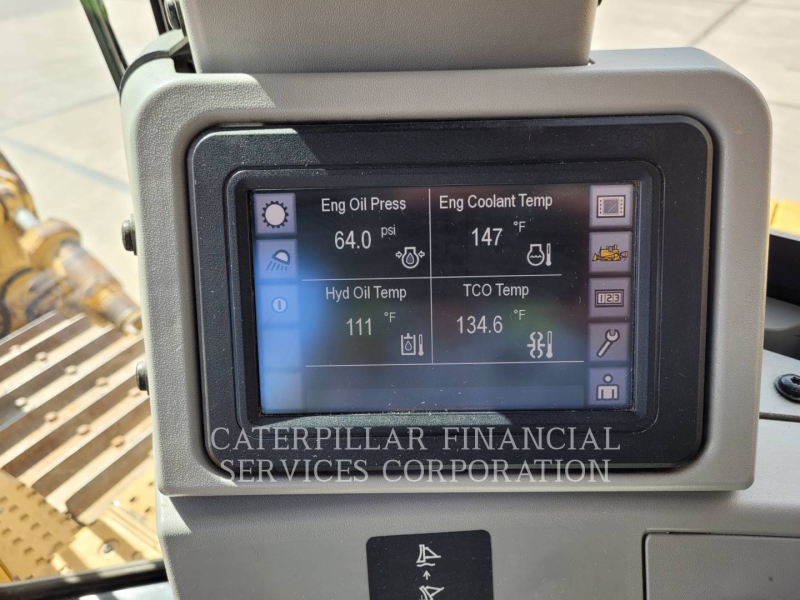 Eng Oil Press Eng Coolant Temp
64.0 psi 147 °F
Hyd Oil Temp TCO Temp
111 °F 134.6 °F
123
CATERPILLAR FINANCIAL
SERVICES CORPORATION